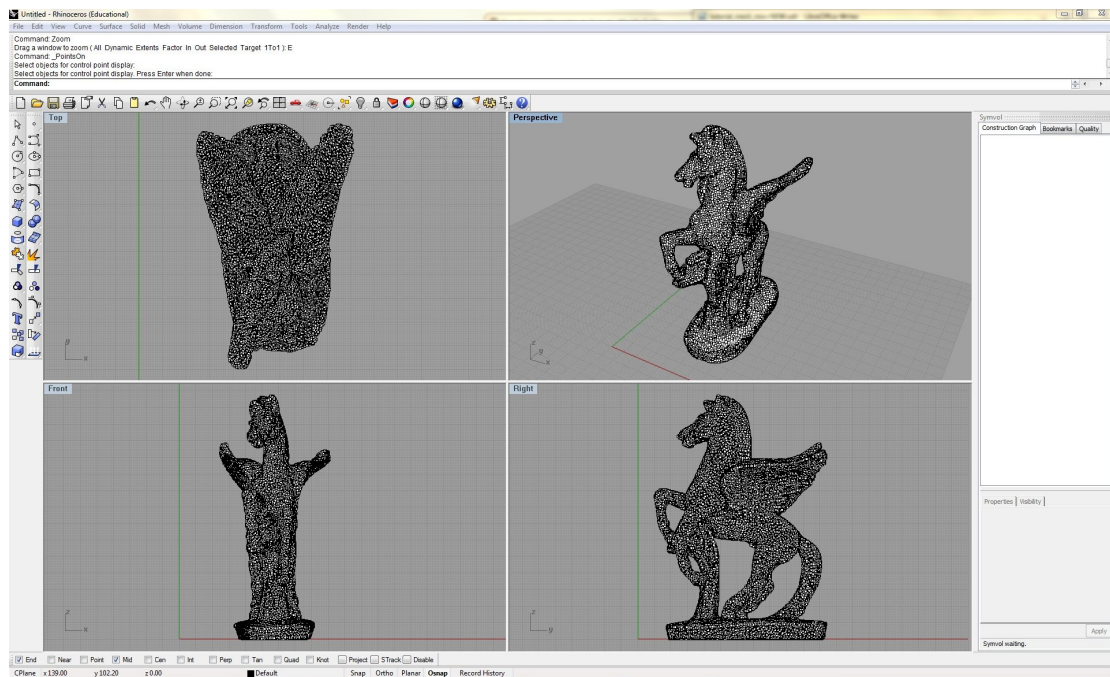 Untitled - Rhinoceros (Educational)
File Edit View Curve Surface Solid Mesh Volume Dimension Transform Tools Analyze Render Help
Command: Zoom
Drag a window to zoom ( All Dynamic Extents Factor In Out Selected Target 1To1 ): E
Command: _PointsOn
Select objects for control point display:
Select objects for control point display. Press Enter when done:
Command:
Top
Perspective
Symvol
Construction Graph Bookmarks Quality
y
x
z
y
x
Front
Right
Properties Visibility
z
x
z
y
Apply
Symvol waiting.
End Near Point Mid Cen Int Perp Tan Quad Knot Project STrack Disable
CPlane x 139.00 y 102.20 z 0.00 Default Snap Ortho Planar Osnap Record History